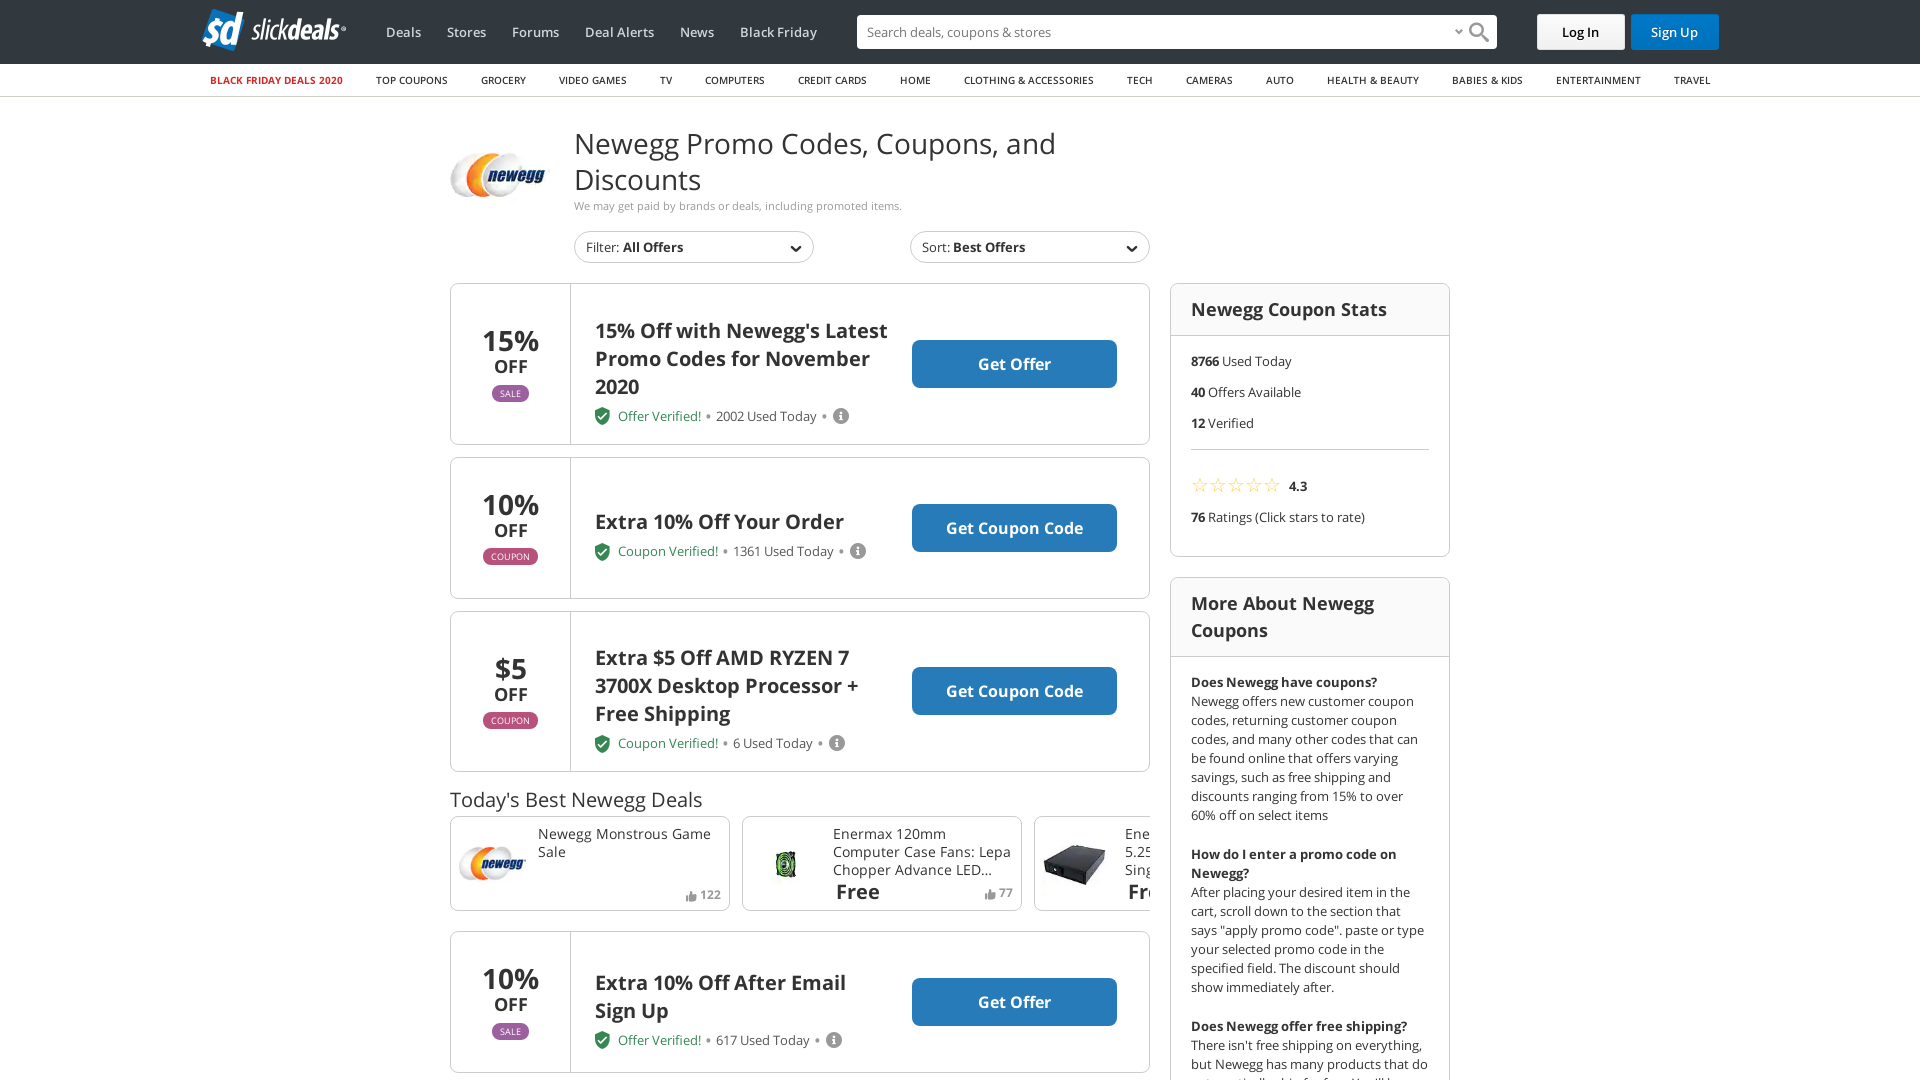 sd slickdeals
Deals
Stores
Forums
Deal Alerts
News
Black Friday
Search deals, coupons & stores
Log In
Sign Up
BLACK FRIDAY DEALS 2020
TOP COUPONS
GROCERY
VIDEO GAMES
TV
COMPUTERS
CREDIT CARDS
HOME
CLOTHING & ACCESSORIES
TECH
CAMERAS
AUTO
HEALTH & BEAUTY
BABIES & KIDS
ENTERTAINMENT
TRAVEL
newegg
Newegg Promo Codes, Coupons, and
Discounts
We may get paid by brands or deals, including promoted items.
Filter: All Offers
Sort: Best Offers
15%
OFF
SALE
15% Off with Newegg's Latest
Promo Codes for November
2020
Offer Verified! • 2002 Used Today •
Get Offer
10%
OFF
COUPON
Extra 10% Off Your Order
Coupon Verified! • 1361 Used Today •
Get Coupon Code
$5
OFF
COUPON
Extra $5 Off AMD RYZEN 7
3700X Desktop Processor +
Free Shipping
Coupon Verified! • 6 Used Today •
Get Coupon Code
Today's Best Newegg Deals
newegg
Newegg Monstrous Game
Sale
122
Enermax 120mm
Computer Case Fans: Lepa
Chopper Advance LED...
Free
77
Ene
5.25
Sing
Fre
10%
OFF
SALE
Extra 10% Off After Email
Sign Up
Offer Verified! • 617 Used Today •
Get Offer
Newegg Coupon Stats
8766 Used Today
40 Offers Available
12 Verified
☆☆☆☆☆ 4.3
76 Ratings (Click stars to rate)
More About Newegg
Coupons
Does Newegg have coupons?
Newegg offers new customer coupon
codes, returning customer coupon
codes, and many other codes that can
be found online that offers varying
savings, such as free shipping and
discounts ranging from 15% to over
60% off on select items
How do I enter a promo code on
Newegg?
After placing your desired item in the
cart, scroll down to the section that
says "apply promo code". paste or type
your selected promo code in the
specified field. The discount should
show immediately after.
Does Newegg offer free shipping?
There isn't free shipping on everything,
but Newegg has many products that do